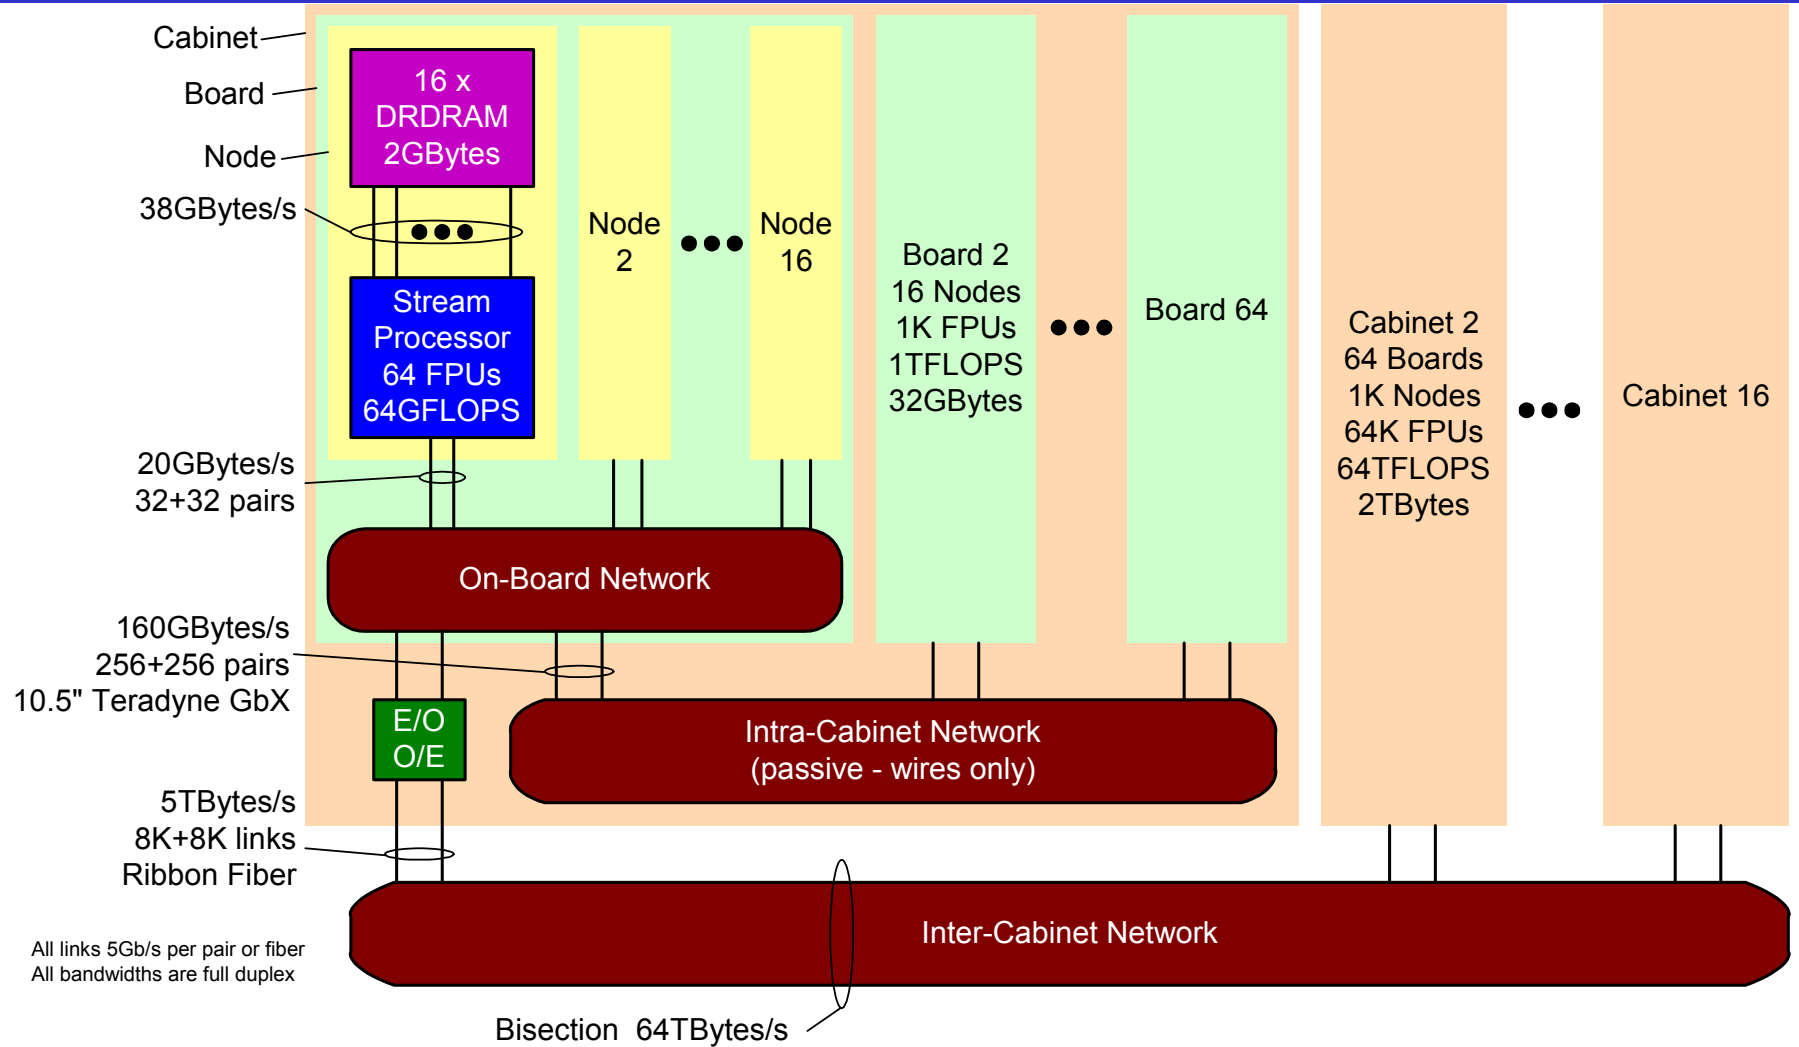 Cabinet
Board
Node
38GBytes/s
16 x
DRDRAM
2GBytes
Stream
Processor
64 FPUs
64GFLOPS
Node
2
Node
16
Board 2
16 Nodes
1K FPUs
1TFLOPS
32GBytes
Board 64
Cabinet 2
64 Boards
1K Nodes
64K FPUs
64TFLOPS
2TBytes
Cabinet 16
20GBytes/s
32+32 pairs
On-Board Network
160GBytes/s
256+256 pairs
10.5" Teradyne GbX
E/O
O/E
Intra-Cabinet Network
(passive - wires only)
5TBytes/s
8K+8K links
Ribbon Fiber
Inter-Cabinet Network
All links 5Gb/s per pair or fiber
All bandwidths are full duplex
Bisection 64TBytes/s